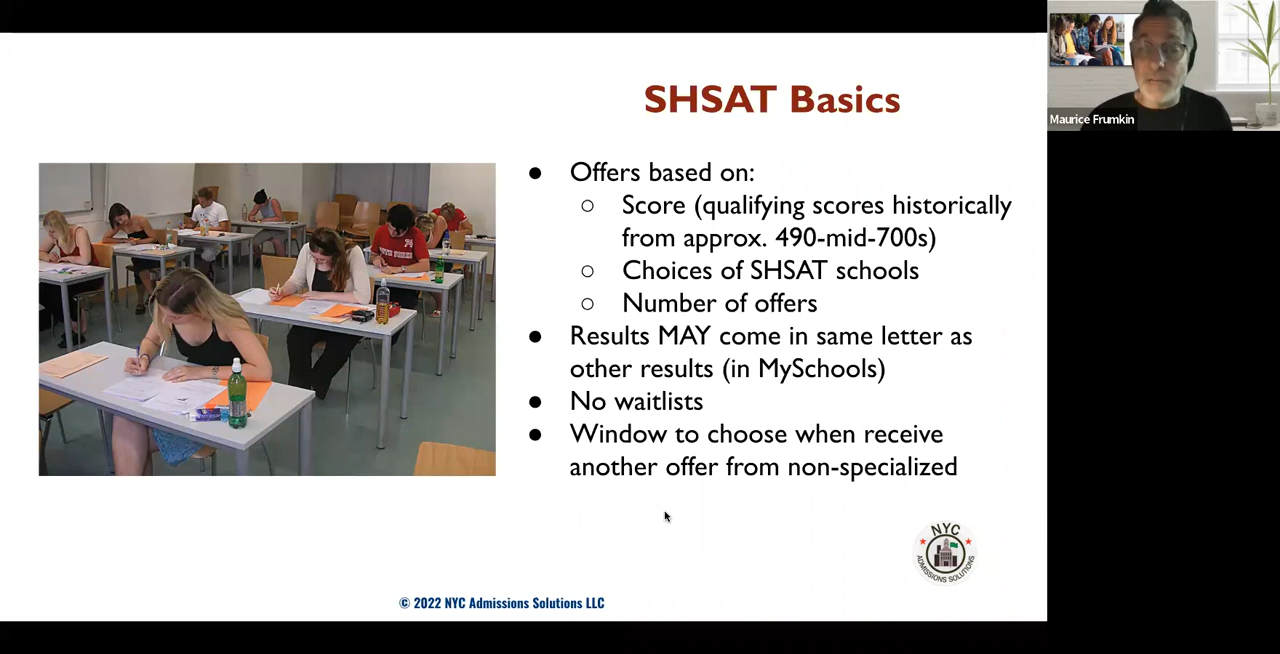 SHSAT Basics
Maurice Frumkin
● Offers based on:
○ Score (qualifying scores historically
from approx. 490-mid-700s)
○ Choices of SHSAT schools
○ Number of offers
● Results MAY come in same letter as
other results (in MySchools)
● No waitlists
● Window to choose when receive
another offer from non-specialized
NYC
ADMISSIONS SOLUTIONS
© 2022 NYC Admissions Solutions LLC